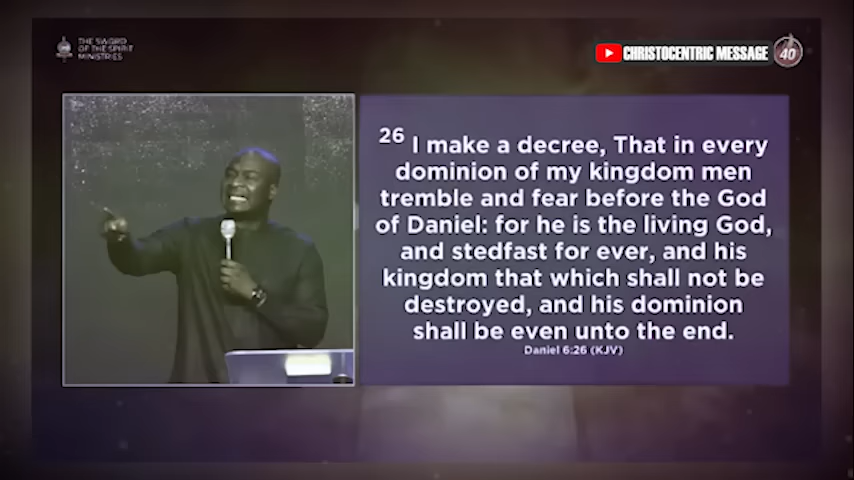 THE SWORD
OF THE SPIRIT
MINISTRIES
CHRISTOCENTRIC MESSAGE
40
26 I make a decree, That in every
dominion of my kingdom men
tremble and fear before the God
of Daniel: for he is the living God,
and stedfast for ever, and his
kingdom that which shall not be
destroyed, and his dominion
shall be even unto the end.
Daniel 6:26 (KJV)